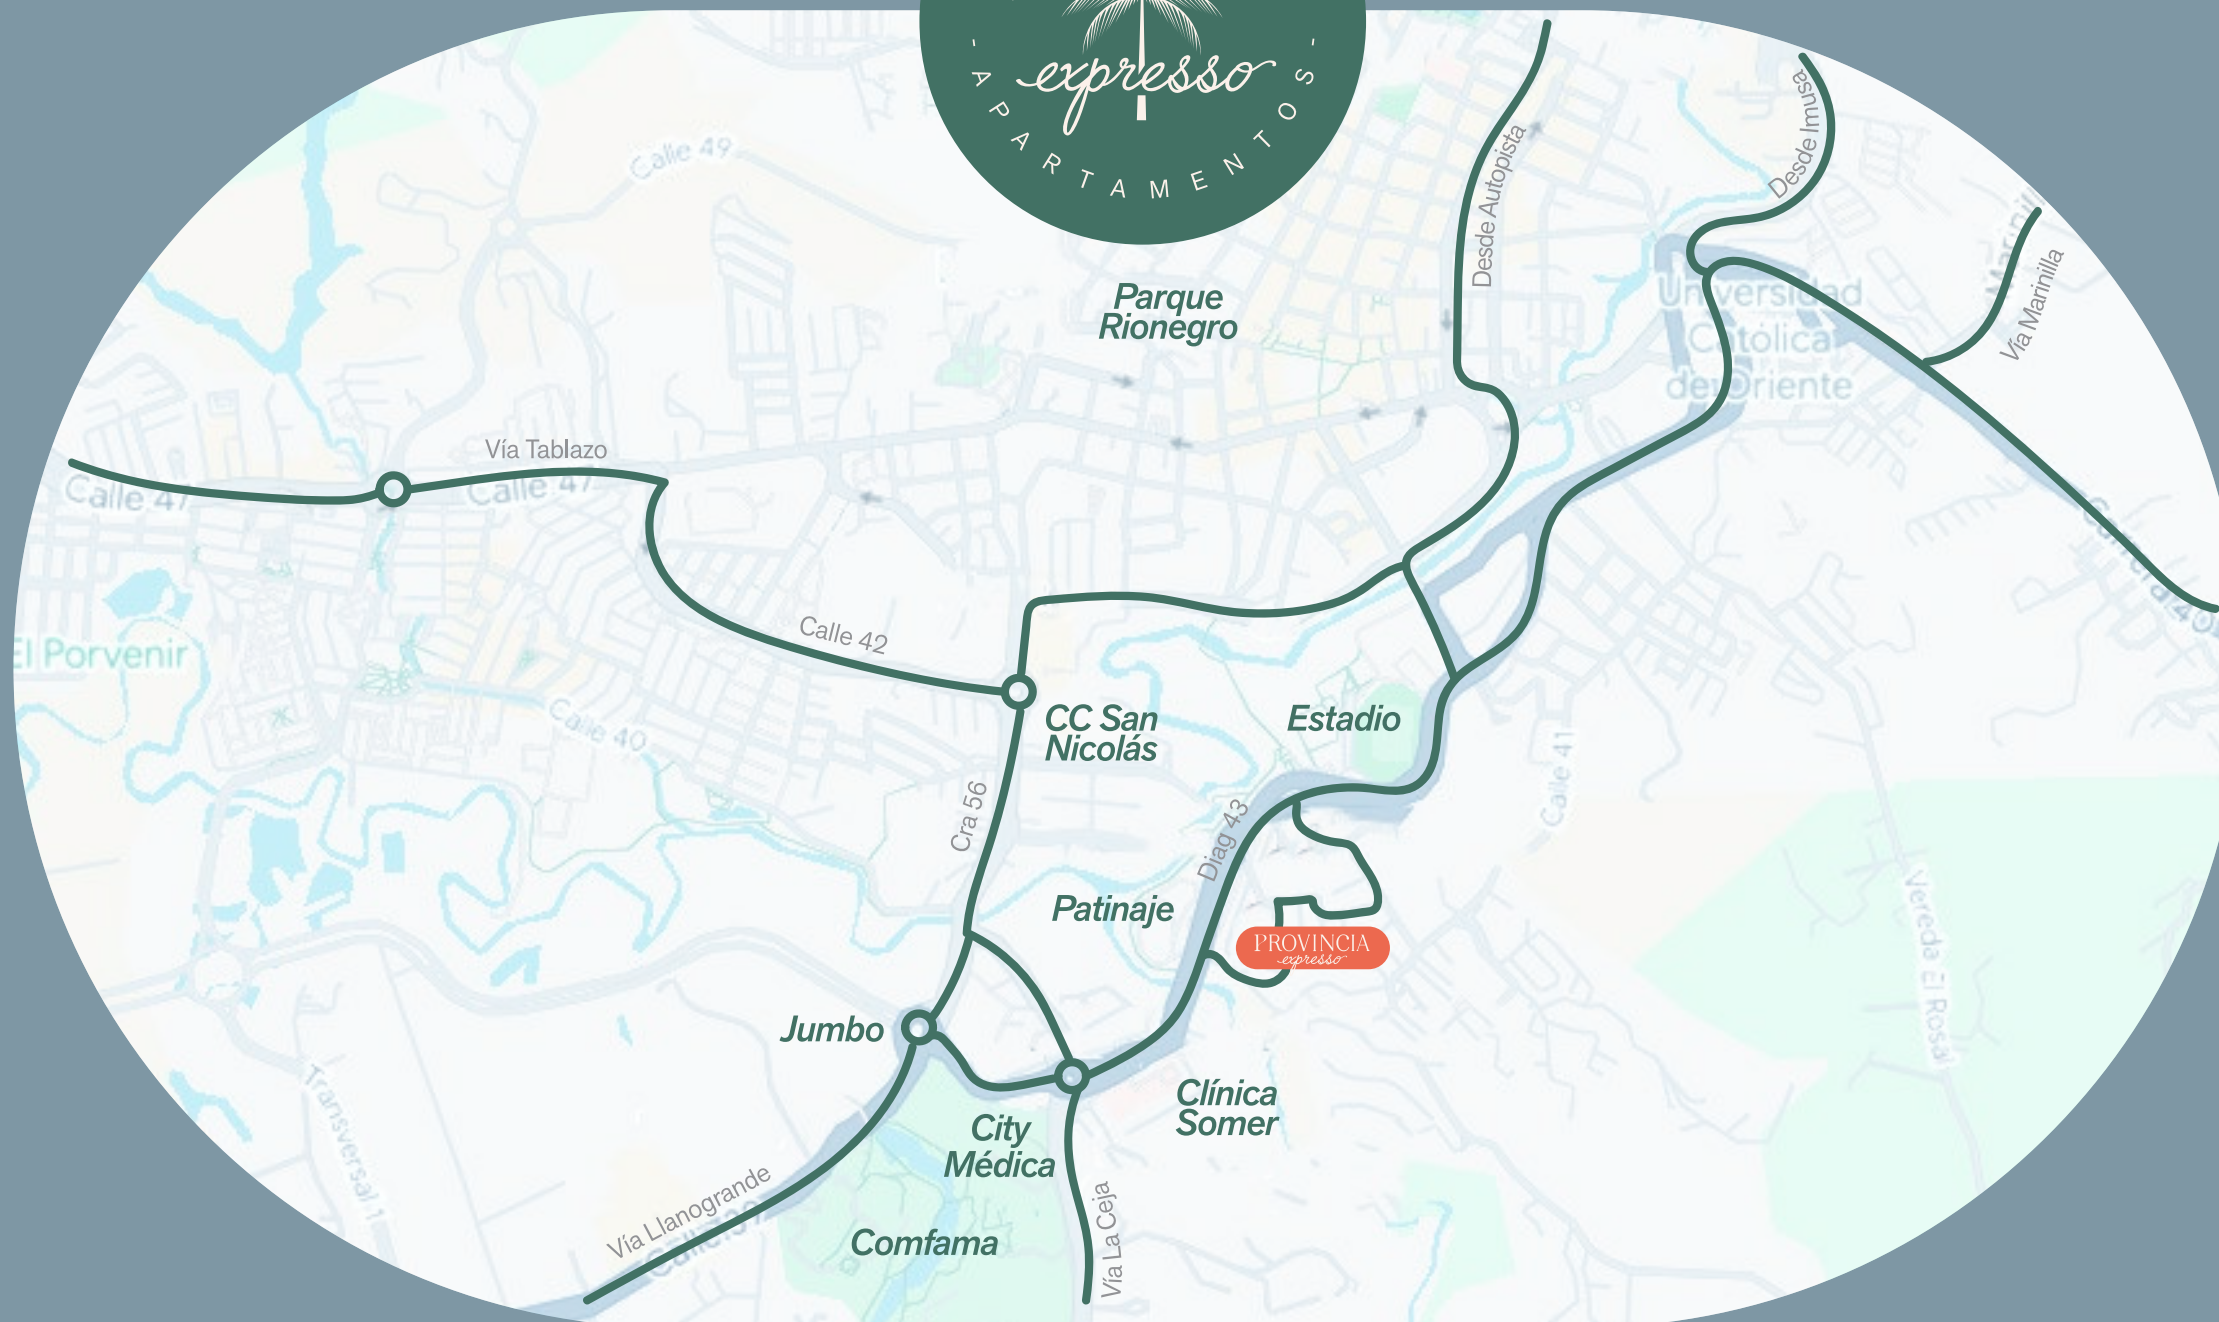 expresso
- APARTAMENTOS -
Calle 49
Desde Autopista
Desde Imusa
Vía Marinilla
Parque
Rionegro
Universidad
Católica
de Oriente
Vía Tablazo
Calle 47
Calle 47
Calle 42
El Porvenir
Calle 40
CC San
Nicolás
Estadio
Calle 41
Cra 56
Diag 43
Patinaje
PROVINCIA
expresso
Vereda El Rosal
Jumbo
Transversal 1
Clínica
Somer
City
Médica
Vía Llanogrande
Vía La Ceja
Comfama